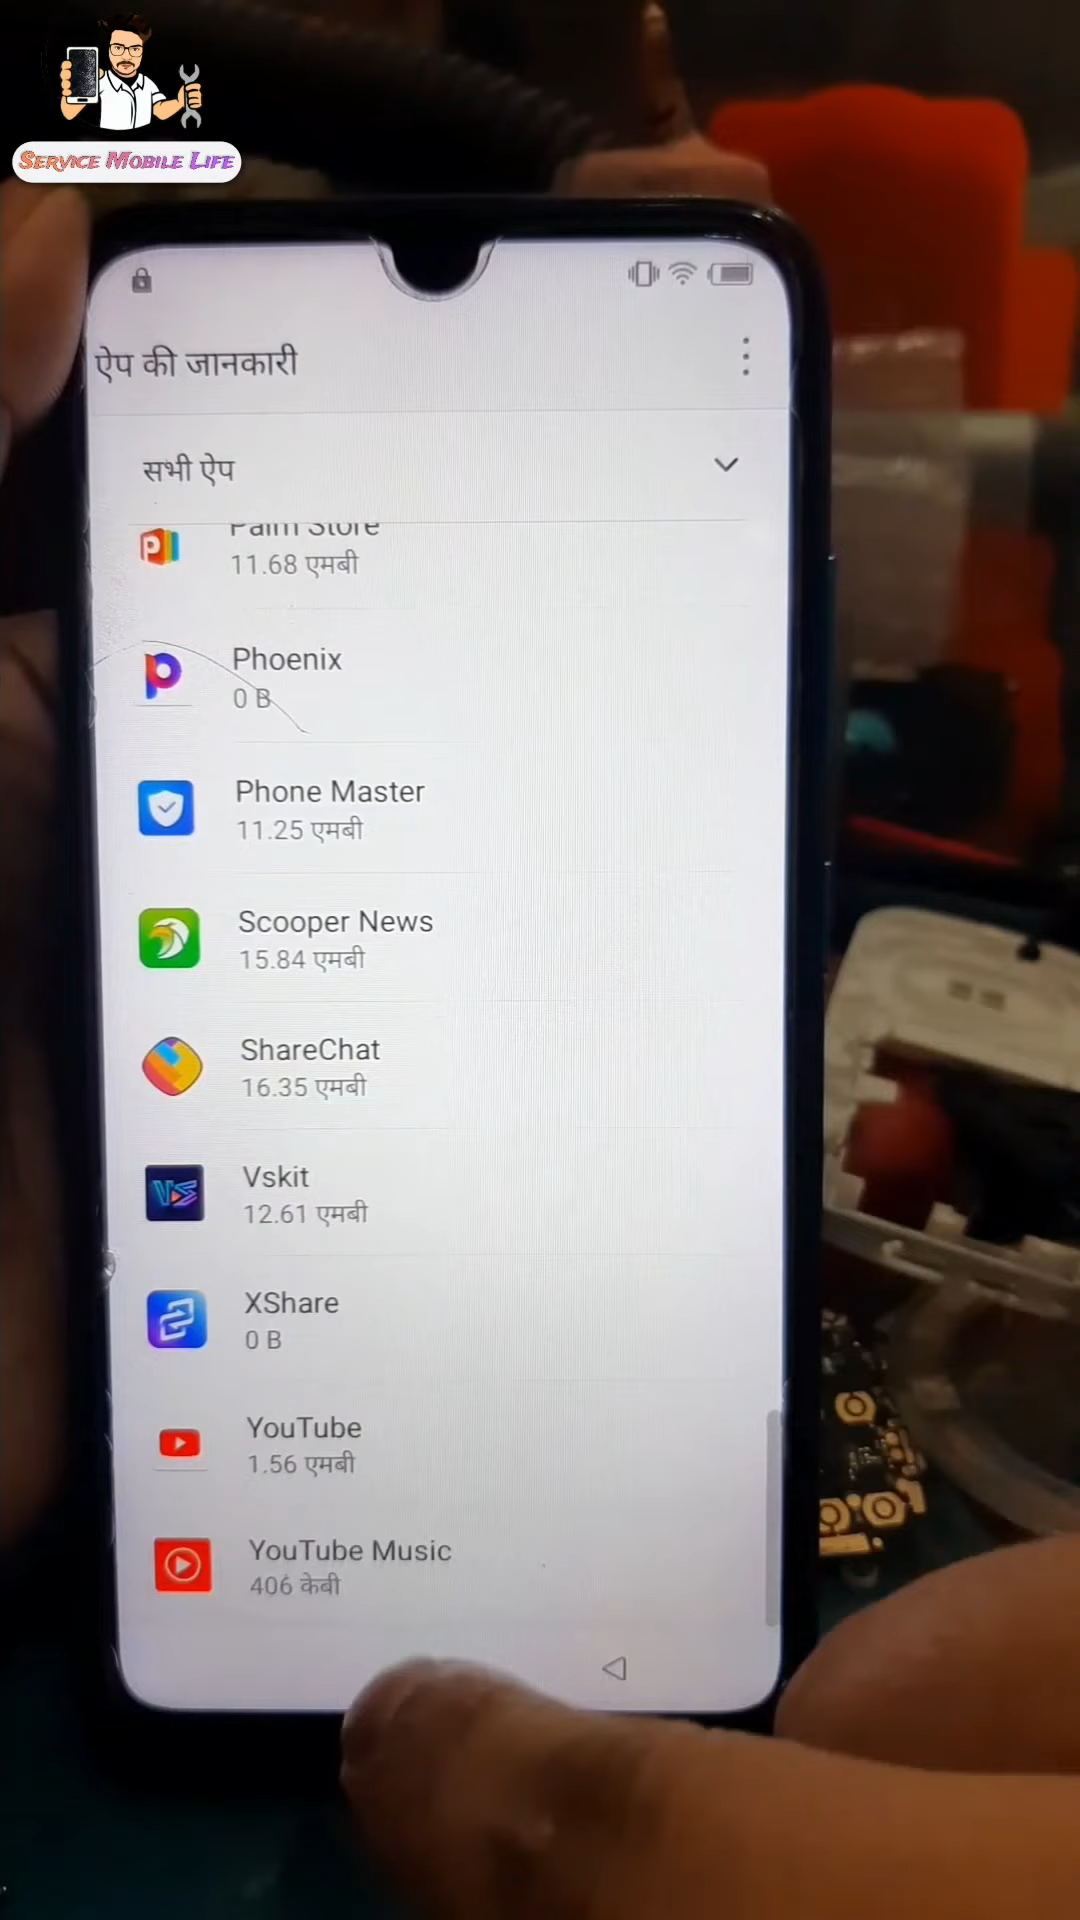 SERVICE MOBILE LIFE
ऐप की जानकारी
सभी ऐप
Palm Store
11.68 एमबी
Phoenix
0 B
Phone Master
11.25 एमबी
Scooper News
15.84 एमबी
ShareChat
16.35 एमबी
Vskit
12.61 एमबी
XShare
0 B
YouTube
1.56 एमबी
YouTube Music
406 केबी